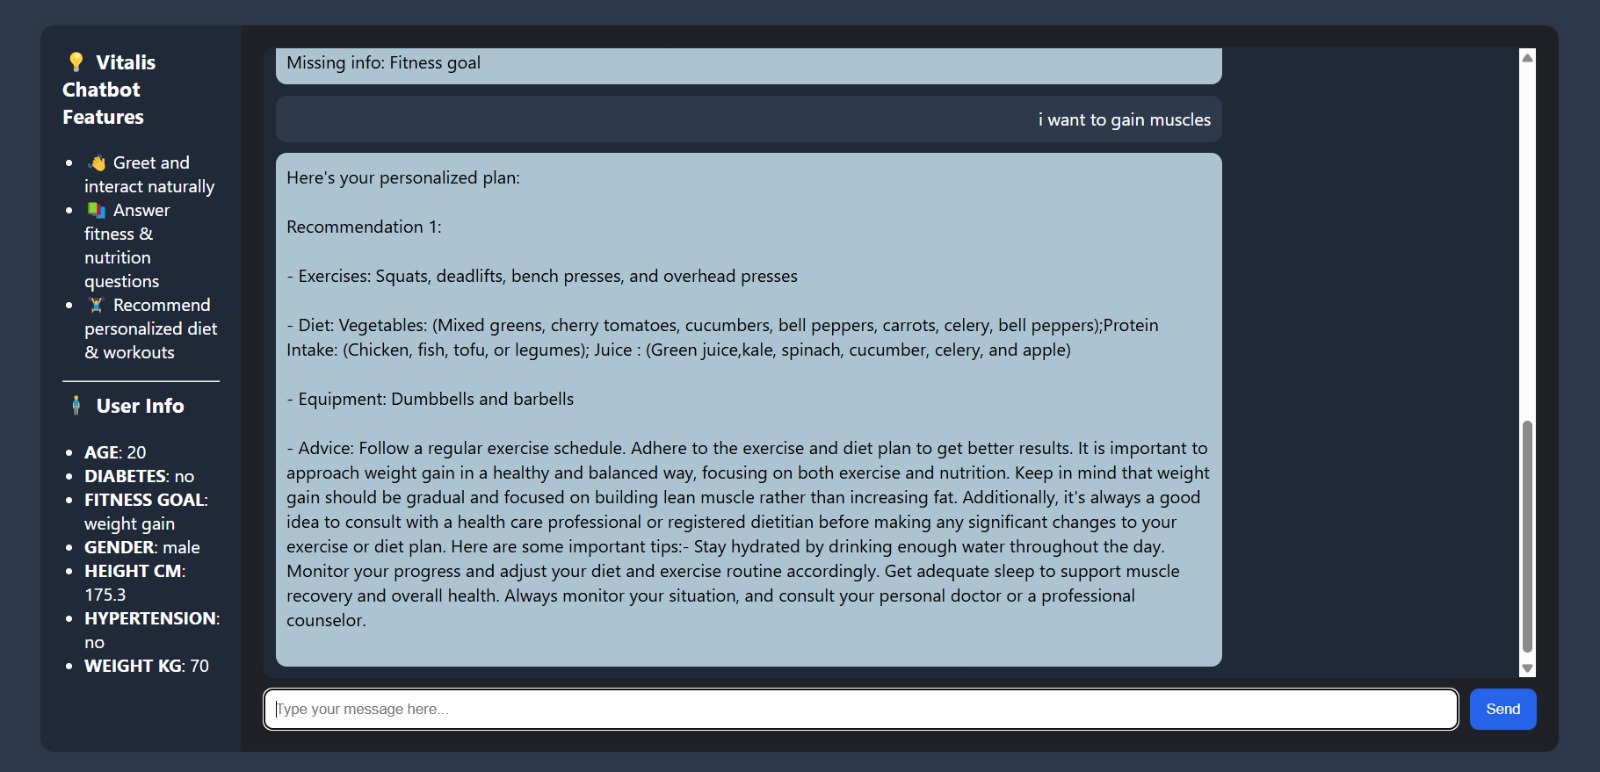 Vitalis
Chatbot
Features
Greet and
interact naturally
Answer
fitness &
nutrition
questions
Recommend
personalized diet
& workouts
User Info
AGE: 20
DIABETES: no
FITNESS GOAL:
weight gain
GENDER: male
HEIGHT CM:
175.3
HYPERTENSION:
no
WEIGHT KG: 70
Missing info: Fitness goal
i want to gain muscles
Here's your personalized plan:
Recommendation 1:
- Exercises: Squats, deadlifts, bench presses, and overhead presses
- Diet: Vegetables: (Mixed greens, cherry tomatoes, cucumbers, bell peppers, carrots, celery, bell peppers);Protein
Intake: (Chicken, fish, tofu, or legumes); Juice : (Green juice,kale, spinach, cucumber, celery, and apple)
- Equipment: Dumbbells and barbells
- Advice: Follow a regular exercise schedule. Adhere to the exercise and diet plan to get better results. It is important to
approach weight gain in a healthy and balanced way, focusing on both exercise and nutrition. Keep in mind that weight
gain should be gradual and focused on building lean muscle rather than increasing fat. Additionally, it's always a good
idea to consult with a health care professional or registered dietitian before making any significant changes to your
exercise or diet plan. Here are some important tips:- Stay hydrated by drinking enough water throughout the day.
Monitor your progress and adjust your diet and exercise routine accordingly. Get adequate sleep to support muscle
recovery and overall health. Always monitor your situation, and consult your personal doctor or a professional
counselor.
Type your message here...
Send